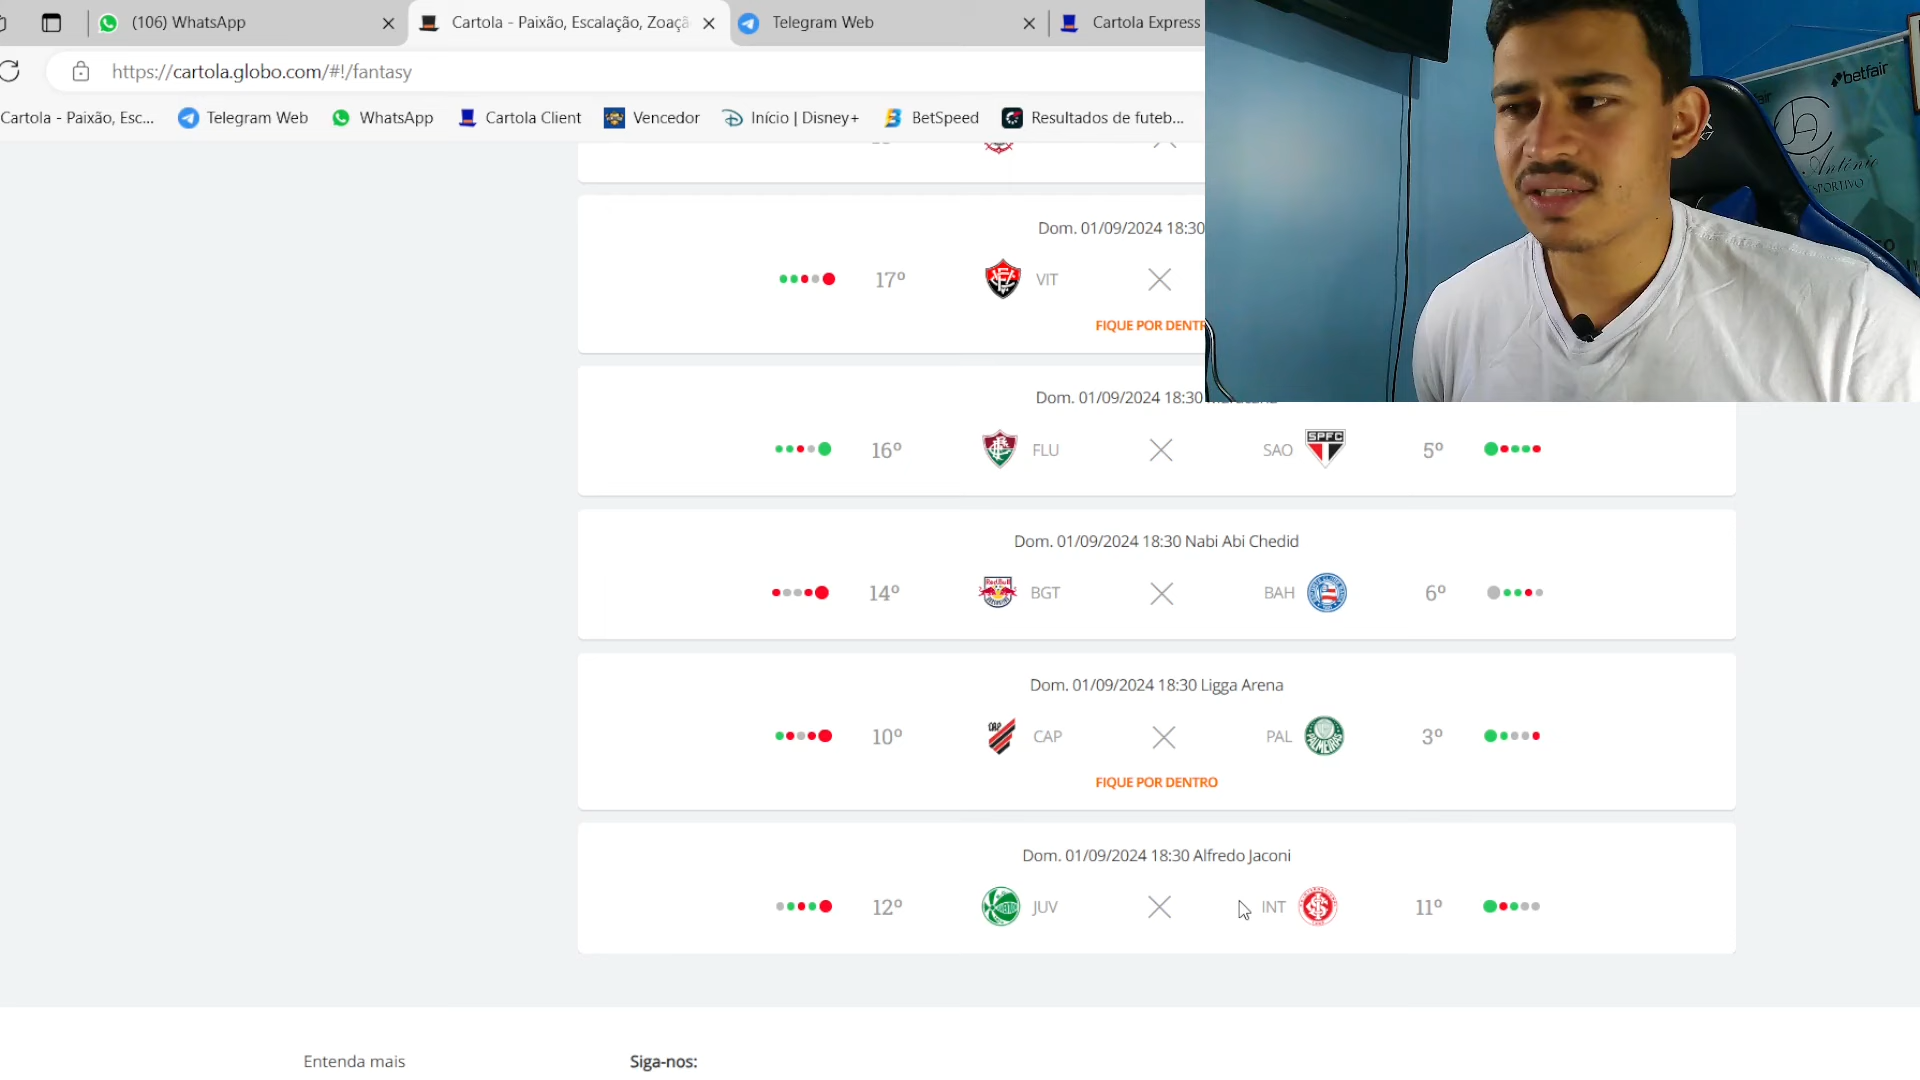 (106) WhatsApp
Cartola - Paixão, Escalação, Zoaçã
Telegram Web
Cartola Express
https://cartola.globo.com/#!/fantasy
Cartola - Paixão, Esc...
Telegram Web
WhatsApp
Cartola Client
Vencedor
Início | Disney+
BetSpeed
Resultados de futeb...
betfair
António
ESPORTIVO
Dom. 01/09/2024 18:30
17º VIT
FIQUE POR DENTR
Dom. 01/09/2024 18:30
16º FLU SAO SPFC 5º
Dom. 01/09/2024 18:30 Nabi Abi Chedid
14º BGT BAH 6º
Dom. 01/09/2024 18:30 Ligga Arena
10º CAP PAL 3º
FIQUE POR DENTRO
Dom. 01/09/2024 18:30 Alfredo Jaconi
12º JUV INT 11º
Entenda mais
Siga-nos: